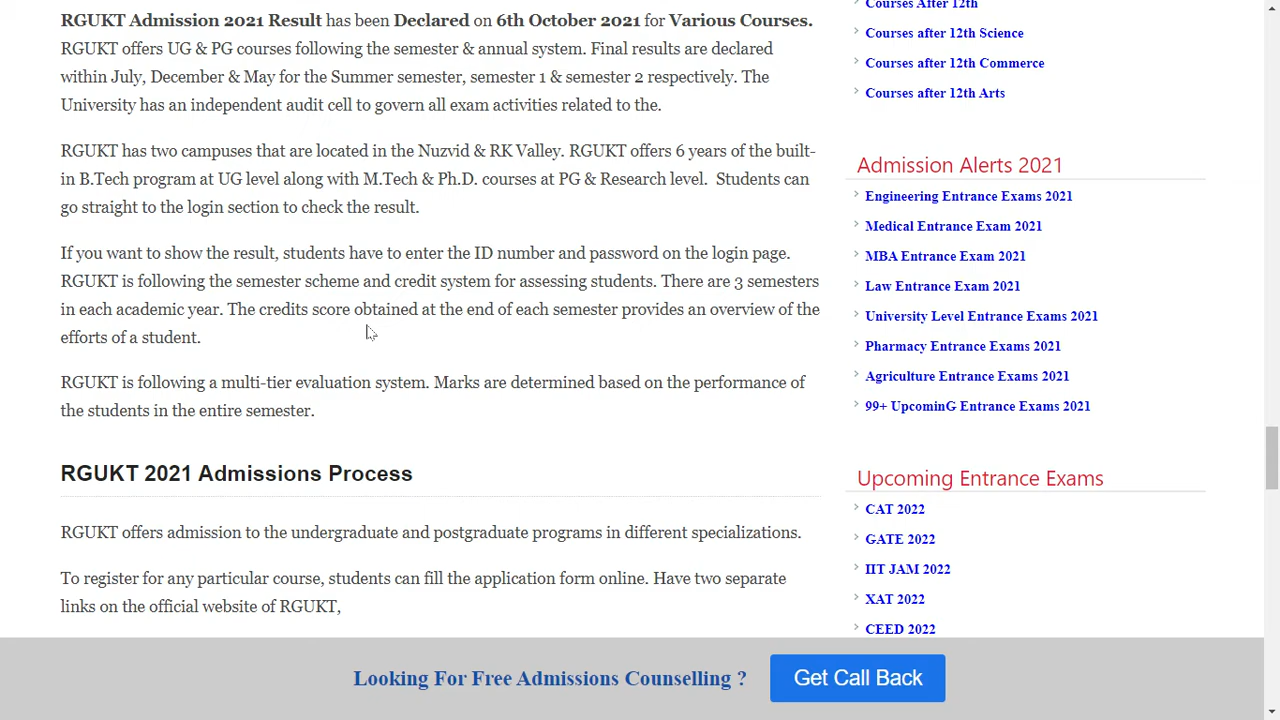 RGUKT Admission 2021 Result has been Declared on 6th October 2021 for Various Courses.
RGUKT offers UG & PG courses following the semester & annual system. Final results are declared
within July, December & May for the Summer semester, semester 1 & semester 2 respectively. The
University has an independent audit cell to govern all exam activities related to the.
RGUKT has two campuses that are located in the Nuzvid & RK Valley. RGUKT offers 6 years of the built-
in B.Tech program at UG level along with M.Tech & Ph.D. courses at PG & Research level. Students can
go straight to the login section to check the result.
If you want to show the result, students have to enter the ID number and password on the login page.
RGUKT is following the semester scheme and credit system for assessing students. There are 3 semesters
in each academic year. The credits score obtained at the end of each semester provides an overview of the
efforts of a student.
RGUKT is following a multi-tier evaluation system. Marks are determined based on the performance of
the students in the entire semester.
RGUKT 2021 Admissions Process
RGUKT offers admission to the undergraduate and postgraduate programs in different specializations.
To register for any particular course, students can fill the application form online. Have two separate
links on the official website of RGUKT,
Courses After 12th
Courses after 12th Science
Courses after 12th Commerce
Courses after 12th Arts
Admission Alerts 2021
Engineering Entrance Exams 2021
Medical Entrance Exam 2021
MBA Entrance Exam 2021
Law Entrance Exam 2021
University Level Entrance Exams 2021
Pharmacy Entrance Exams 2021
Agriculture Entrance Exams 2021
99+ UpcominG Entrance Exams 2021
Upcoming Entrance Exams
CAT 2022
GATE 2022
IIT JAM 2022
XAT 2022
CEED 2022
Looking For Free Admissions Counselling ?
Get Call Back